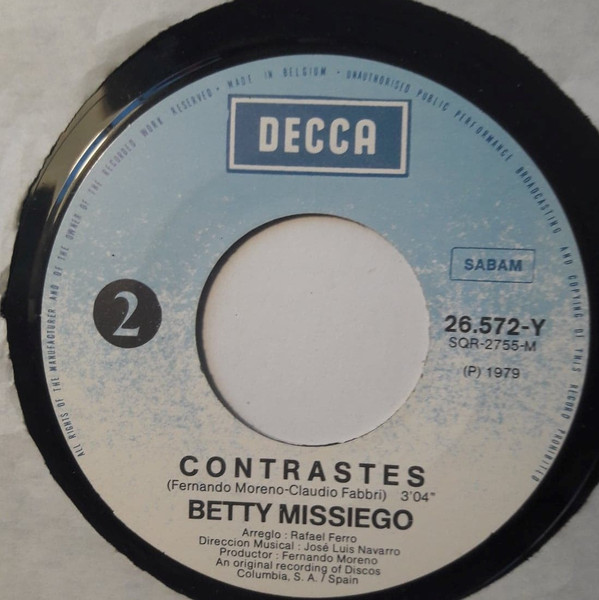 ALL RIGHTS OF THE MANUFACTURER AND OF THE OWNER OF THE RECORDED WORK RESERVED • MADE IN BELGIUM • UNAUTHORISED PUBLIC PERFORMANCE BROADCASTING AND COPYING OF THIS RECORD PROHIBITED
DECCA
SABAM
2
26.572-Y
SQR-2755-M
(P) 1979
CONTRASTES
(Fernando Moreno-Claudio Fabbri) 3'04"
BETTY MISSIEGO
Arreglo : Rafael Ferro
Direccion Musical : José Luis Navarro
Productor : Fernando Moreno
An original recording of Discos
Columbia, S. A. / Spain